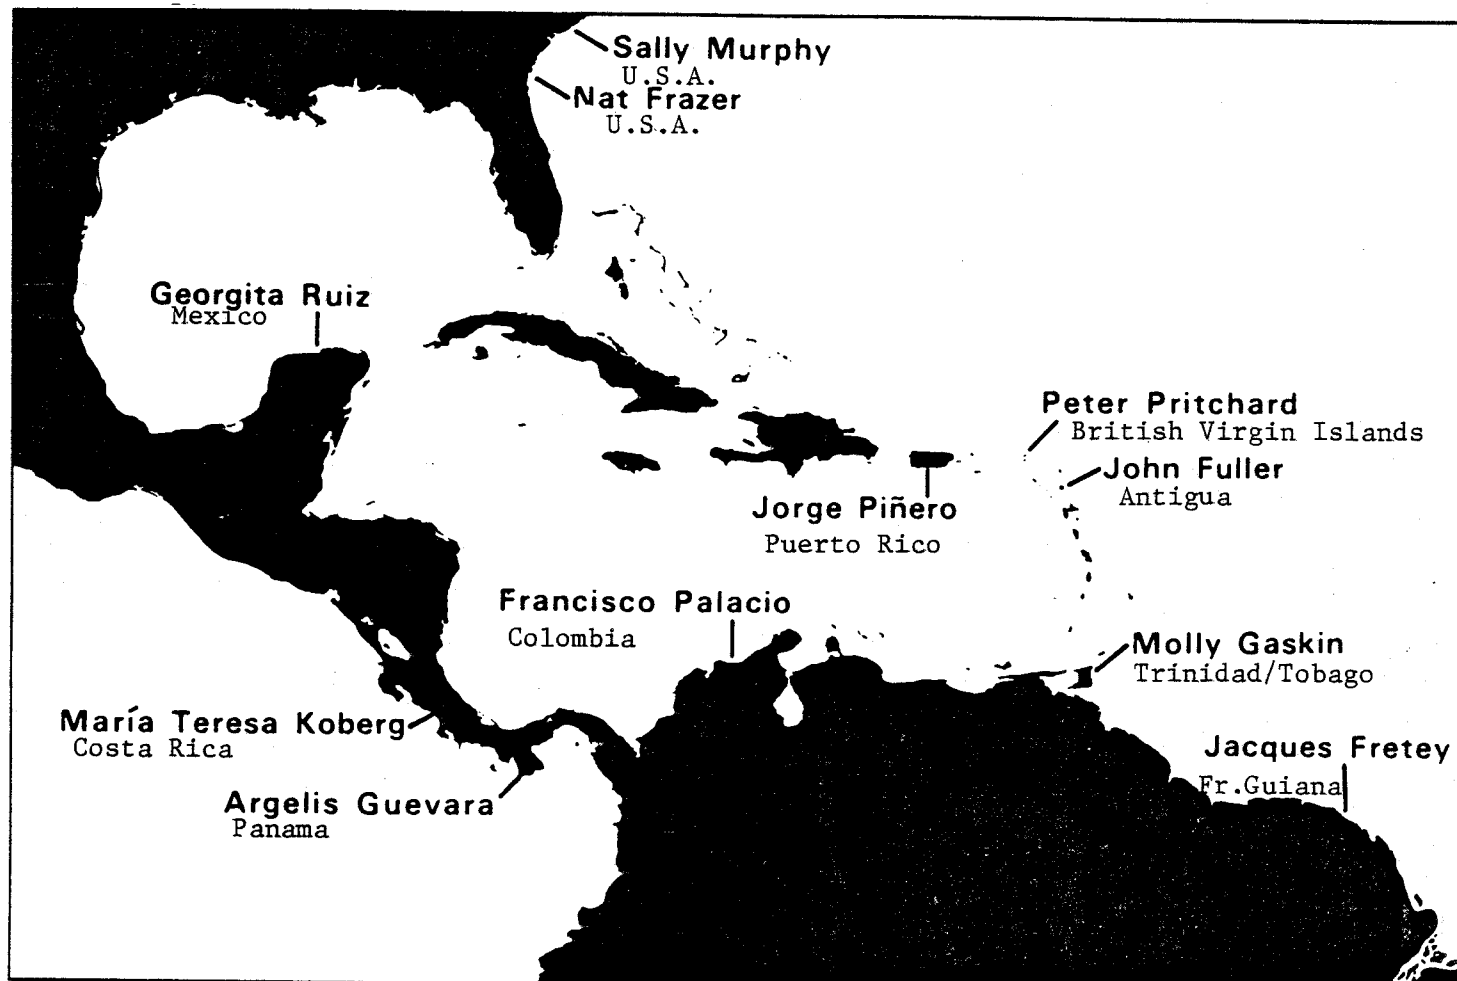 Sally Murphy
U.S.A.
Nat Frazer
U.S.A.
Georgita Ruiz
Mexico
Peter Pritchard
British Virgin Islands
John Fuller
Antigua
Jorge Piñero
Puerto Rico
Francisco Palacio
Colombia
Molly Gaskin
Trinidad/Tobago
María Teresa Koberg
Costa Rica
Jacques Fretey
Fr.Guiana
Argelis Guevara
Panama